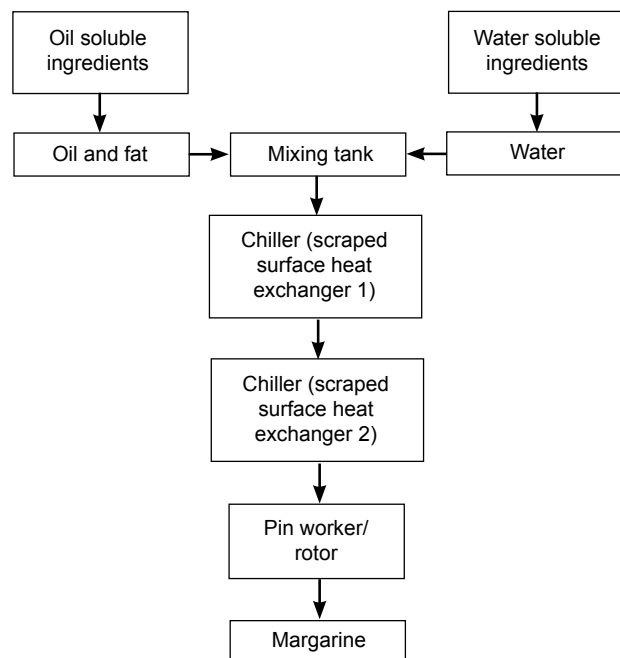 Oil soluble
ingredients
Water soluble
ingredients
Oil and fat
Mixing tank
Water
Chiller (scraped
surface heat
exchanger 1)
Chiller (scraped
surface heat
exchanger 2)
Pin worker/
rotor
Margarine